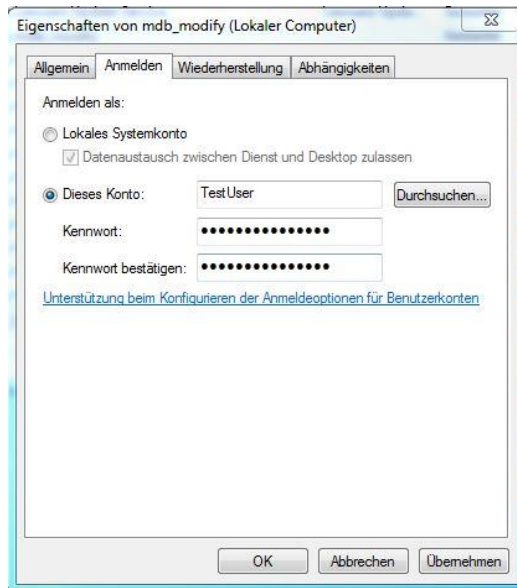 Eigenschaften von mdb_modify (Lokaler Computer)
Allgemein Anmelden Wiederherstellung Abhängigkeiten
Anmelden als:
Lokales Systemkonto
Datenaustausch zwischen Dienst und Desktop zulassen
Dieses Konto: TestUser Durchsuchen...
Kennwort: •••••••••••••••
Kennwort bestätigen: •••••••••••••••
Unterstützung beim Konfigurieren der Anmeldeoptionen für Benutzerkonten
OK Abbrechen Übernehmen